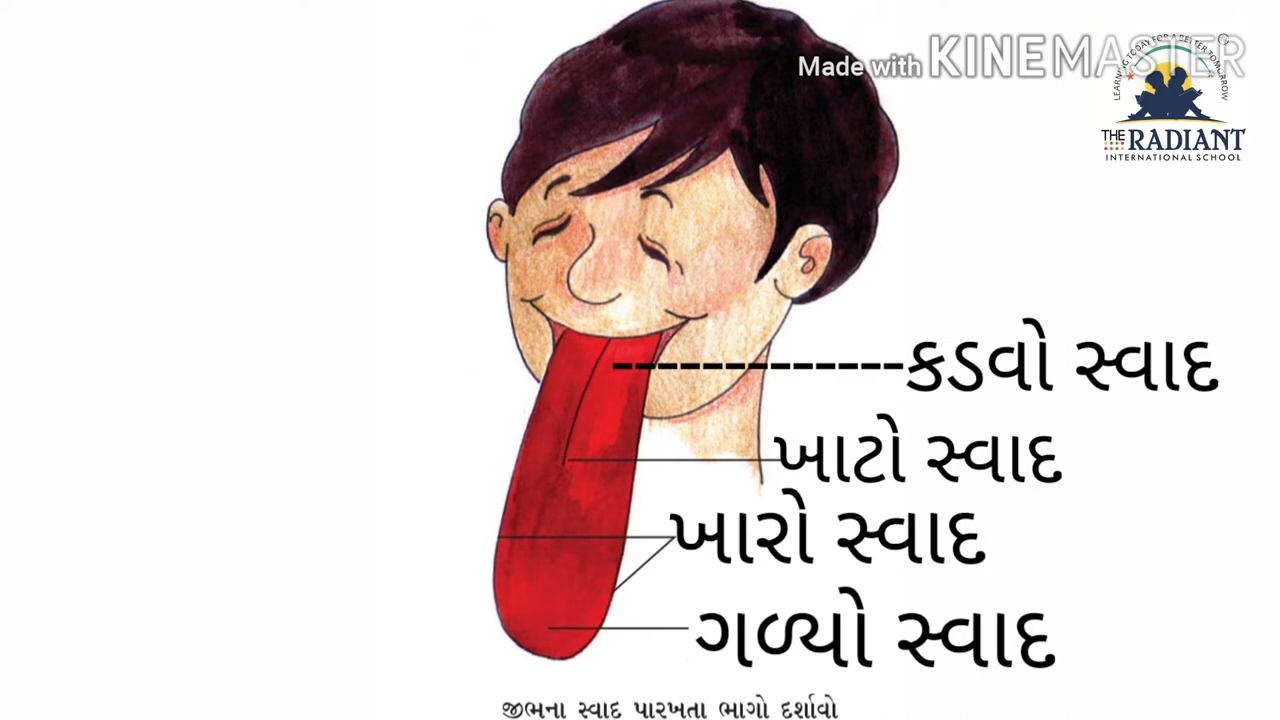 Made with KINEMASTER
LEARNING TODAY FOR A BETTER TOMORROW
THE RADIANT
INTERNATIONAL SCHOOL
કડવો સ્વાદ
ખાટો સ્વાદ
ખારો સ્વાદ
ગળ્યો સ્વાદ
જીભના સ્વાદ પારખતા ભાગો દર્શાવો